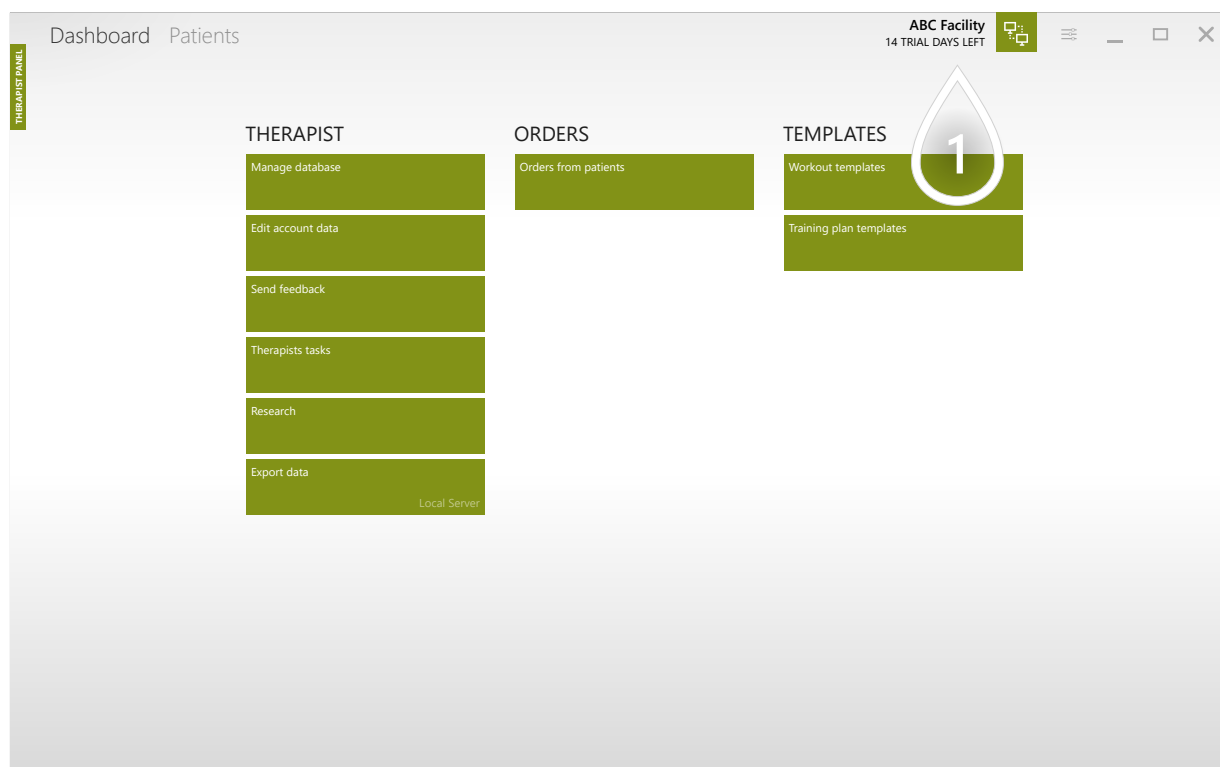 Dashboard Patients
ABC Facility
14 TRIAL DAYS LEFT
THERAPIST PANEL
THERAPIST
Manage database
Edit account data
Send feedback
Therapists tasks
Research
Export data
Local Server
ORDERS
Orders from patients
TEMPLATES
Workout templates
Training plan templates
1